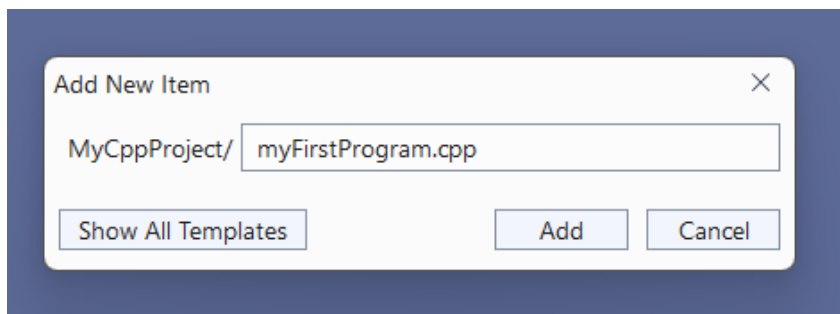 Add New Item
MyCppProject/ myFirstProgram.cpp
Show All Templates Add Cancel